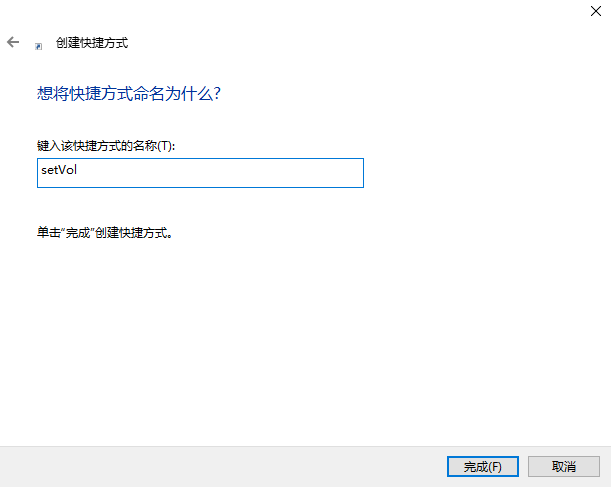 创建快捷方式
想将快捷方式命名为什么?
键入该快捷方式的名称(T):
setVol
单击"完成"创建快捷方式。
完成(F)
取消